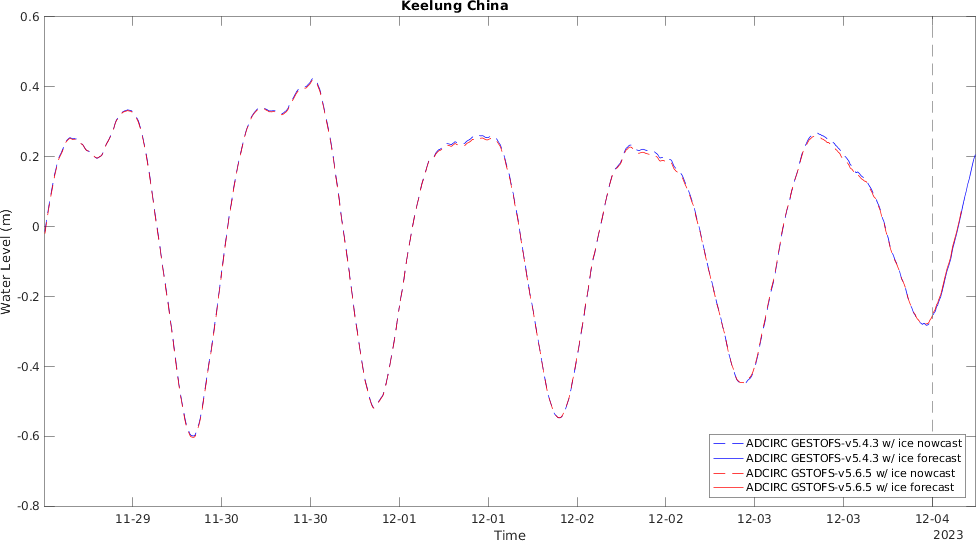 Keelung China
0.6
0.4
0.2
0
-0.2
-0.4
-0.6
-0.8
Water Level (m)
11-29 11-30 11-30 12-01 12-01 12-02 12-02 12-03 12-03 12-04
Time
2023
ADCIRC GESTOFS-v5.4.3 w/ ice nowcast
ADCIRC GESTOFS-v5.4.3 w/ ice forecast
ADCIRC GSTOFS-v5.6.5 w/ ice nowcast
ADCIRC GSTOFS-v5.6.5 w/ ice forecast